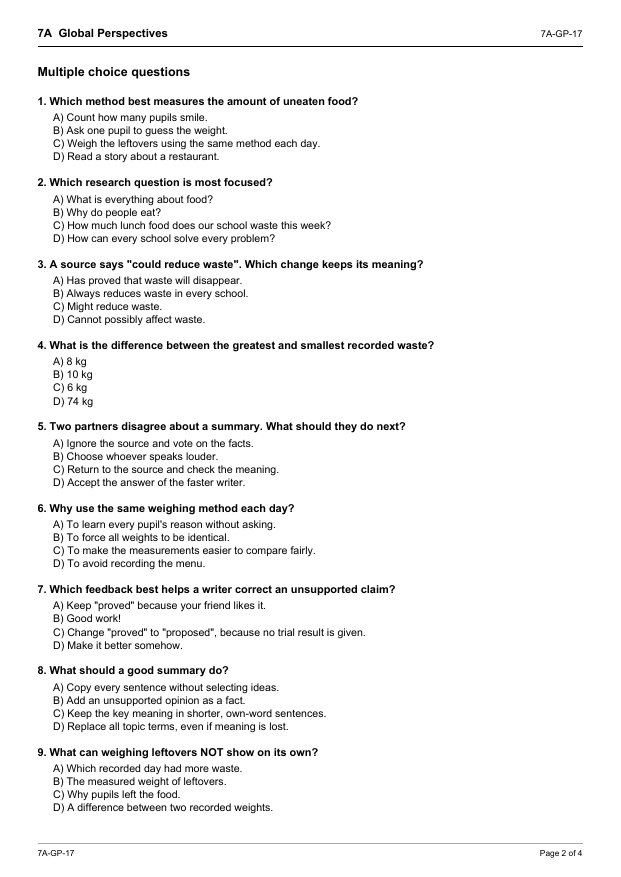 7A Global Perspectives
7A-GP-17
Multiple choice questions
1. Which method best measures the amount of uneaten food?
A) Count how many pupils smile.
B) Ask one pupil to guess the weight.
C) Weigh the leftovers using the same method each day.
D) Read a story about a restaurant.
2. Which research question is most focused?
A) What is everything about food?
B) Why do people eat?
C) How much lunch food does our school waste this week?
D) How can every school solve every problem?
3. A source says "could reduce waste". Which change keeps its meaning?
A) Has proved that waste will disappear.
B) Always reduces waste in every school.
C) Might reduce waste.
D) Cannot possibly affect waste.
4. What is the difference between the greatest and smallest recorded waste?
A) 8 kg
B) 10 kg
C) 6 kg
D) 74 kg
5. Two partners disagree about a summary. What should they do next?
A) Ignore the source and vote on the facts.
B) Choose whoever speaks louder.
C) Return to the source and check the meaning.
D) Accept the answer of the faster writer.
6. Why use the same weighing method each day?
A) To learn every pupil's reason without asking.
B) To force all weights to be identical.
C) To make the measurements easier to compare fairly.
D) To avoid recording the menu.
7. Which feedback best helps a writer correct an unsupported claim?
A) Keep "proved" because your friend likes it.
B) Good work!
C) Change "proved" to "proposed", because no trial result is given.
D) Make it better somehow.
8. What should a good summary do?
A) Copy every sentence without selecting ideas.
B) Add an unsupported opinion as a fact.
C) Keep the key meaning in shorter, own-word sentences.
D) Replace all topic terms, even if meaning is lost.
9. What can weighing leftovers NOT show on its own?
A) Which recorded day had more waste.
B) The measured weight of leftovers.
C) Why pupils left the food.
D) A difference between two recorded weights.
7A-GP-17
Page 2 of 4